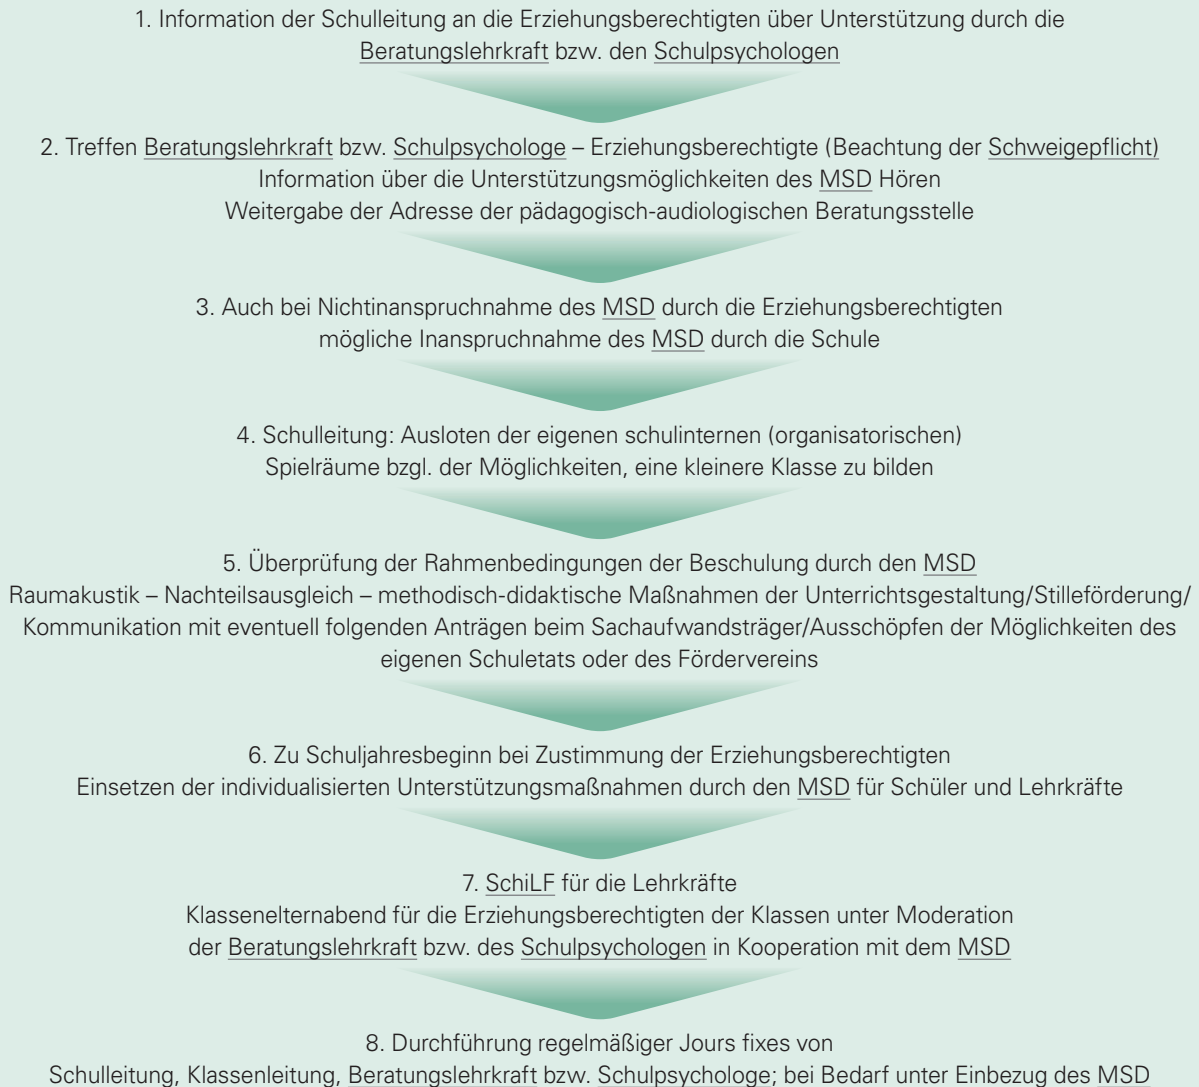 1. Information der Schulleitung an die Erziehungsberechtigten über Unterstützung durch die
Beratungslehrkraft bzw. den Schulpsychologen
2. Treffen Beratungslehrkraft bzw. Schulpsychologe – Erziehungsberechtigte (Beachtung der Schweigepflicht)
Information über die Unterstützungsmöglichkeiten des MSD Hören
Weitergabe der Adresse der pädagogisch-audiologischen Beratungsstelle
3. Auch bei Nichtinanspruchnahme des MSD durch die Erziehungsberechtigten
mögliche Inanspruchnahme des MSD durch die Schule
4. Schulleitung: Ausloten der eigenen schulinternen (organisatorischen)
Spielräume bzgl. der Möglichkeiten, eine kleinere Klasse zu bilden
5. Überprüfung der Rahmenbedingungen der Beschulung durch den MSD
Raumakustik – Nachteilsausgleich – methodisch-didaktische Maßnahmen der Unterrichtsgestaltung/Stilleförderung/
Kommunikation mit eventuell folgenden Anträgen beim Sachaufwandsträger/Ausschöpfen der Möglichkeiten des
eigenen Schuletats oder des Fördervereins
6. Zu Schuljahresbeginn bei Zustimmung der Erziehungsberechtigten
Einsetzen der individualisierten Unterstützungsmaßnahmen durch den MSD für Schüler und Lehrkräfte
7. SchiLF für die Lehrkräfte
Klassenelternabend für die Erziehungsberechtigten der Klassen unter Moderation
der Beratungslehrkraft bzw. des Schulpsychologen in Kooperation mit dem MSD
8. Durchführung regelmäßiger Jours fixes von
Schulleitung, Klassenleitung, Beratungslehrkraft bzw. Schulpsychologe; bei Bedarf unter Einbezug des MSD